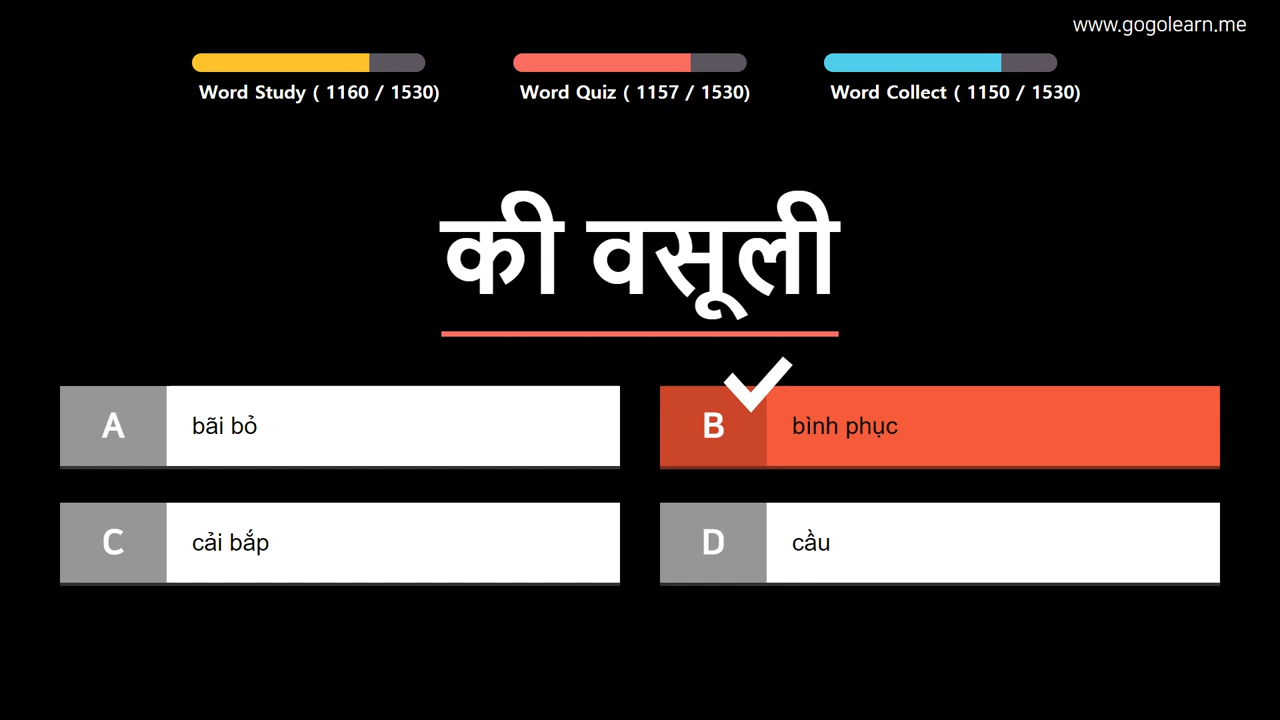 www.gogolearn.me
Word Study ( 1160 / 1530)
Word Quiz ( 1157 / 1530)
Word Collect ( 1150 / 1530)
की वसूली
A bãi bỏ
B bình phục
C cải bắp
D cầu